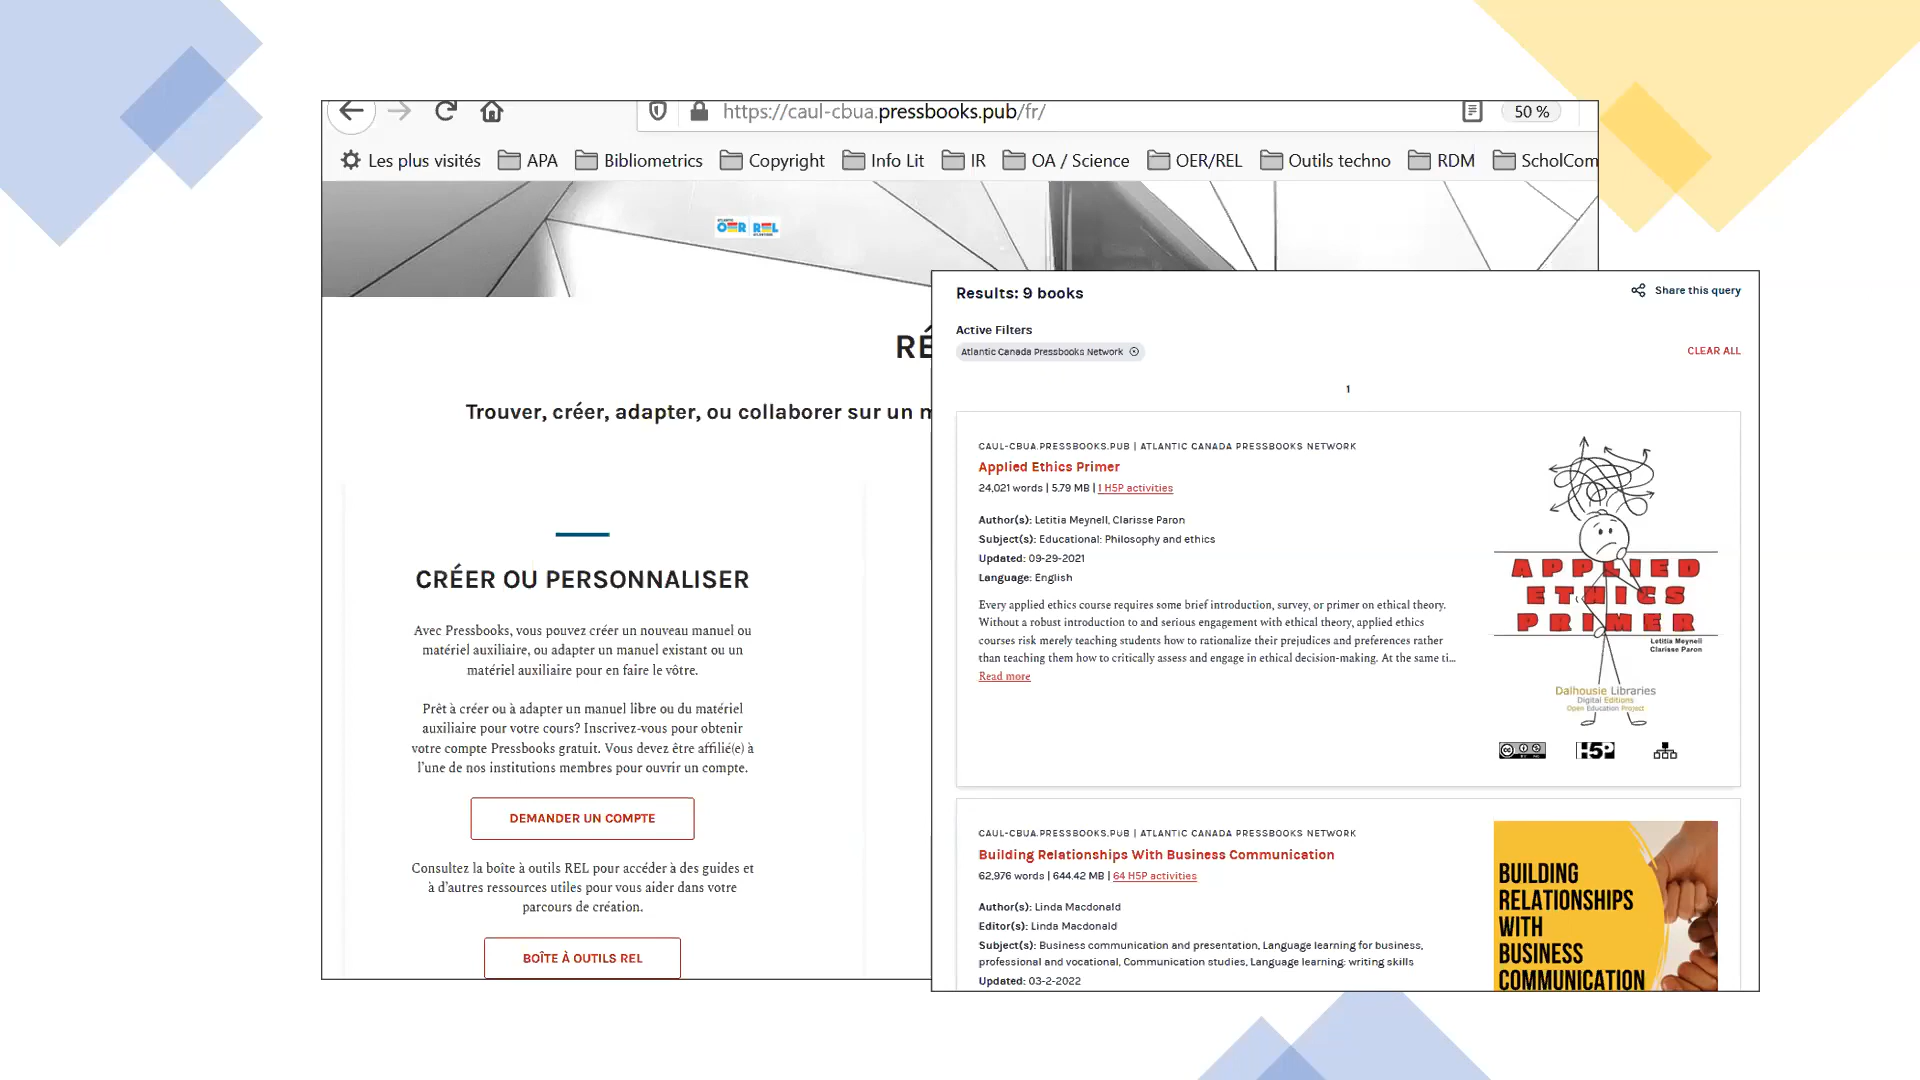 https://caul-cbua.pressbooks.pub/fr/
50 %
Les plus visités APA Bibliometrics Copyright Info Lit IR OA / Science OER/REL Outils techno RDM ScholCom
ATLANTIC
OER REL
Trouver, créer, adapter, ou collaborer sur un
CRÉER OU PERSONNALISER
Avec Pressbooks, vous pouvez créer un nouveau manuel ou
matériel auxiliaire, ou adapter un manuel existant ou un
matériel auxiliaire pour en faire le vôtre.
Prêt à créer ou à adapter un manuel libre ou du matériel
auxiliaire pour votre cours? Inscrivez-vous pour obtenir
votre compte Pressbooks gratuit. Vous devez être affilié(e) à
l'une de nos institutions membres pour ouvrir un compte.
DEMANDER UN COMPTE
Consultez la boîte à outils REL pour accéder à des guides et
à d'autres ressources utiles pour vous aider dans votre
parcours de création.
BOÎTE À OUTILS REL
Results: 9 books
Share this query
Active Filters
Atlantic Canada Pressbooks Network
CLEAR ALL
1
CAUL-CBUA.PRESSBOOKS.PUB | ATLANTIC CANADA PRESSBOOKS NETWORK
Applied Ethics Primer
24,021 words | 5.79 MB | 1 H5P activities
Author(s): Letitia Meynell, Clarisse Paron
Subject(s): Educational: Philosophy and ethics
Updated: 09-29-2021
Language: English
Every applied ethics course requires some brief introduction, survey, or primer on ethical theory.
Without a robust introduction to and serious engagement with ethical theory, applied ethics
courses risk merely teaching students how to rationalize their prejudices and preferences rather
than teaching them how to critically assess and engage in ethical decision-making. At the same ti...
Read more
APPLIED
ETHICS
PRIMER
Letitia Meynell
Clarisse Paron
Dalhousie Libraries
Digital Editions
Open Education Project
H5P
CAUL-CBUA.PRESSBOOKS.PUB | ATLANTIC CANADA PRESSBOOKS NETWORK
Building Relationships With Business Communication
62,976 words | 644.42 MB | 64 H5P activities
Author(s): Linda Macdonald
Editor(s): Linda Macdonald
Subject(s): Business communication and presentation, Language learning for business,
professional and vocational, Communication studies, Language learning: writing skills
Updated: 03-2-2022
BUILDING
RELATIONSHIPS
WITH
BUSINESS
COMMUNICATION